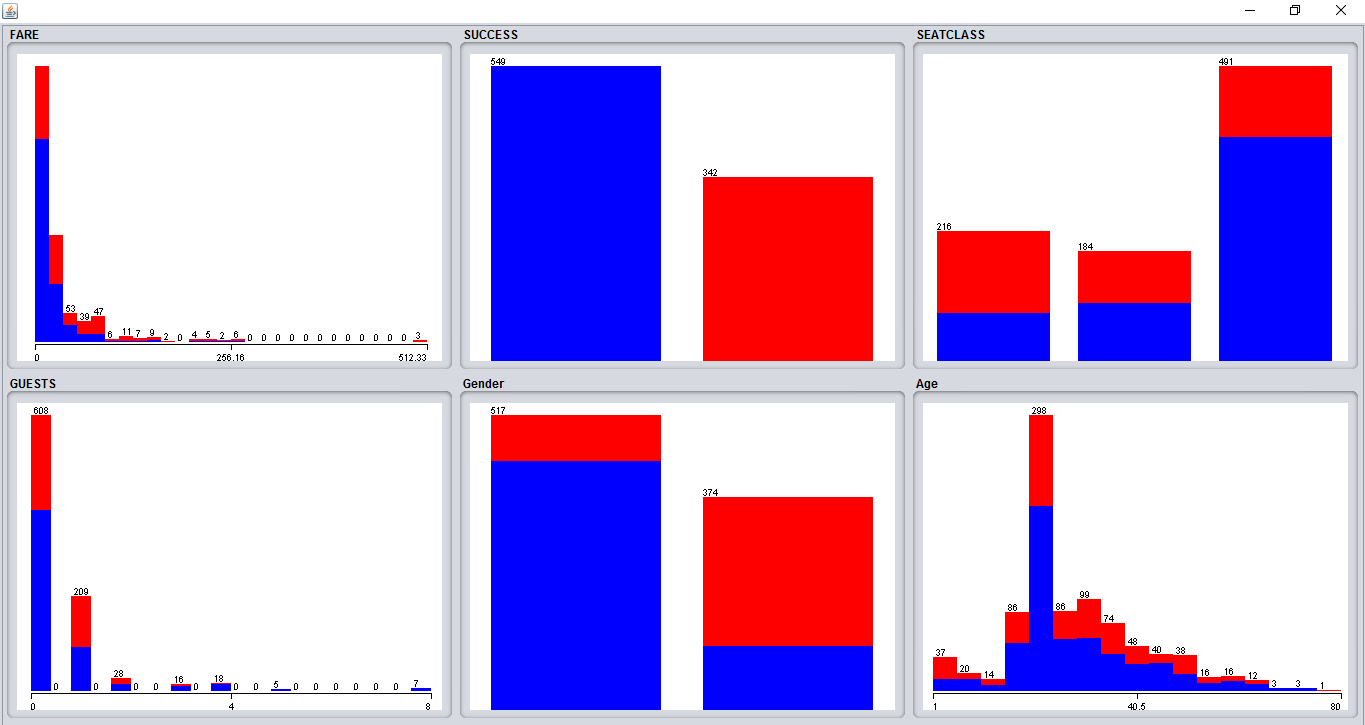 FARE
53 39 47 6 11 7 9 2 0 4 5 2 6 0 0 0 0 0 0 0 0 0 0 0 0 3
0 256.16 512.33
SUCCESS
549
342
SEATCLASS
216
184
491
GUESTS
608
209
0 0 28 0 0 16 0 18 0 0 5 0 0 0 0 0 0 7
0 4 8
Gender
517
374
Age
298
37 20 14 86 86 99 74 48 40 38 16 16 12 3 3 1
1 40.5 80